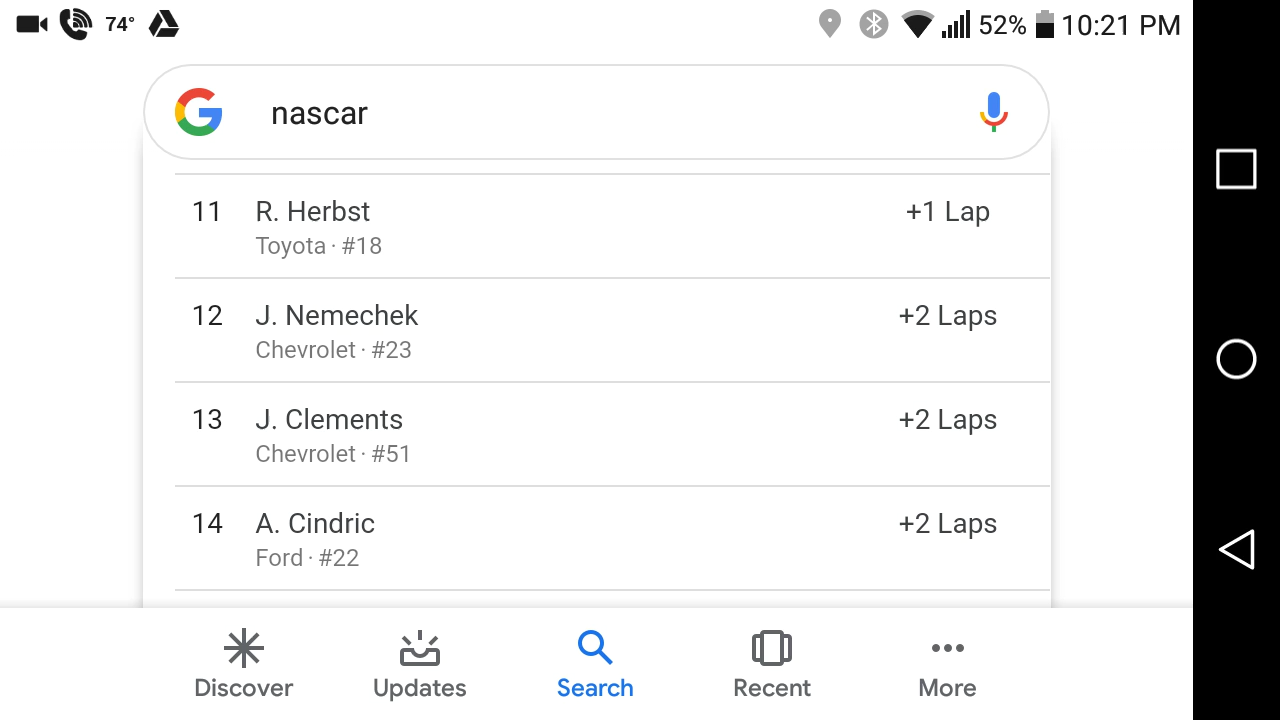 74° 52% 10:21 PM
nascar
11 R. Herbst +1 Lap
Toyota · #18
12 J. Nemechek +2 Laps
Chevrolet · #23
13 J. Clements +2 Laps
Chevrolet · #51
14 A. Cindric +2 Laps
Ford · #22
Discover Updates Search Recent More